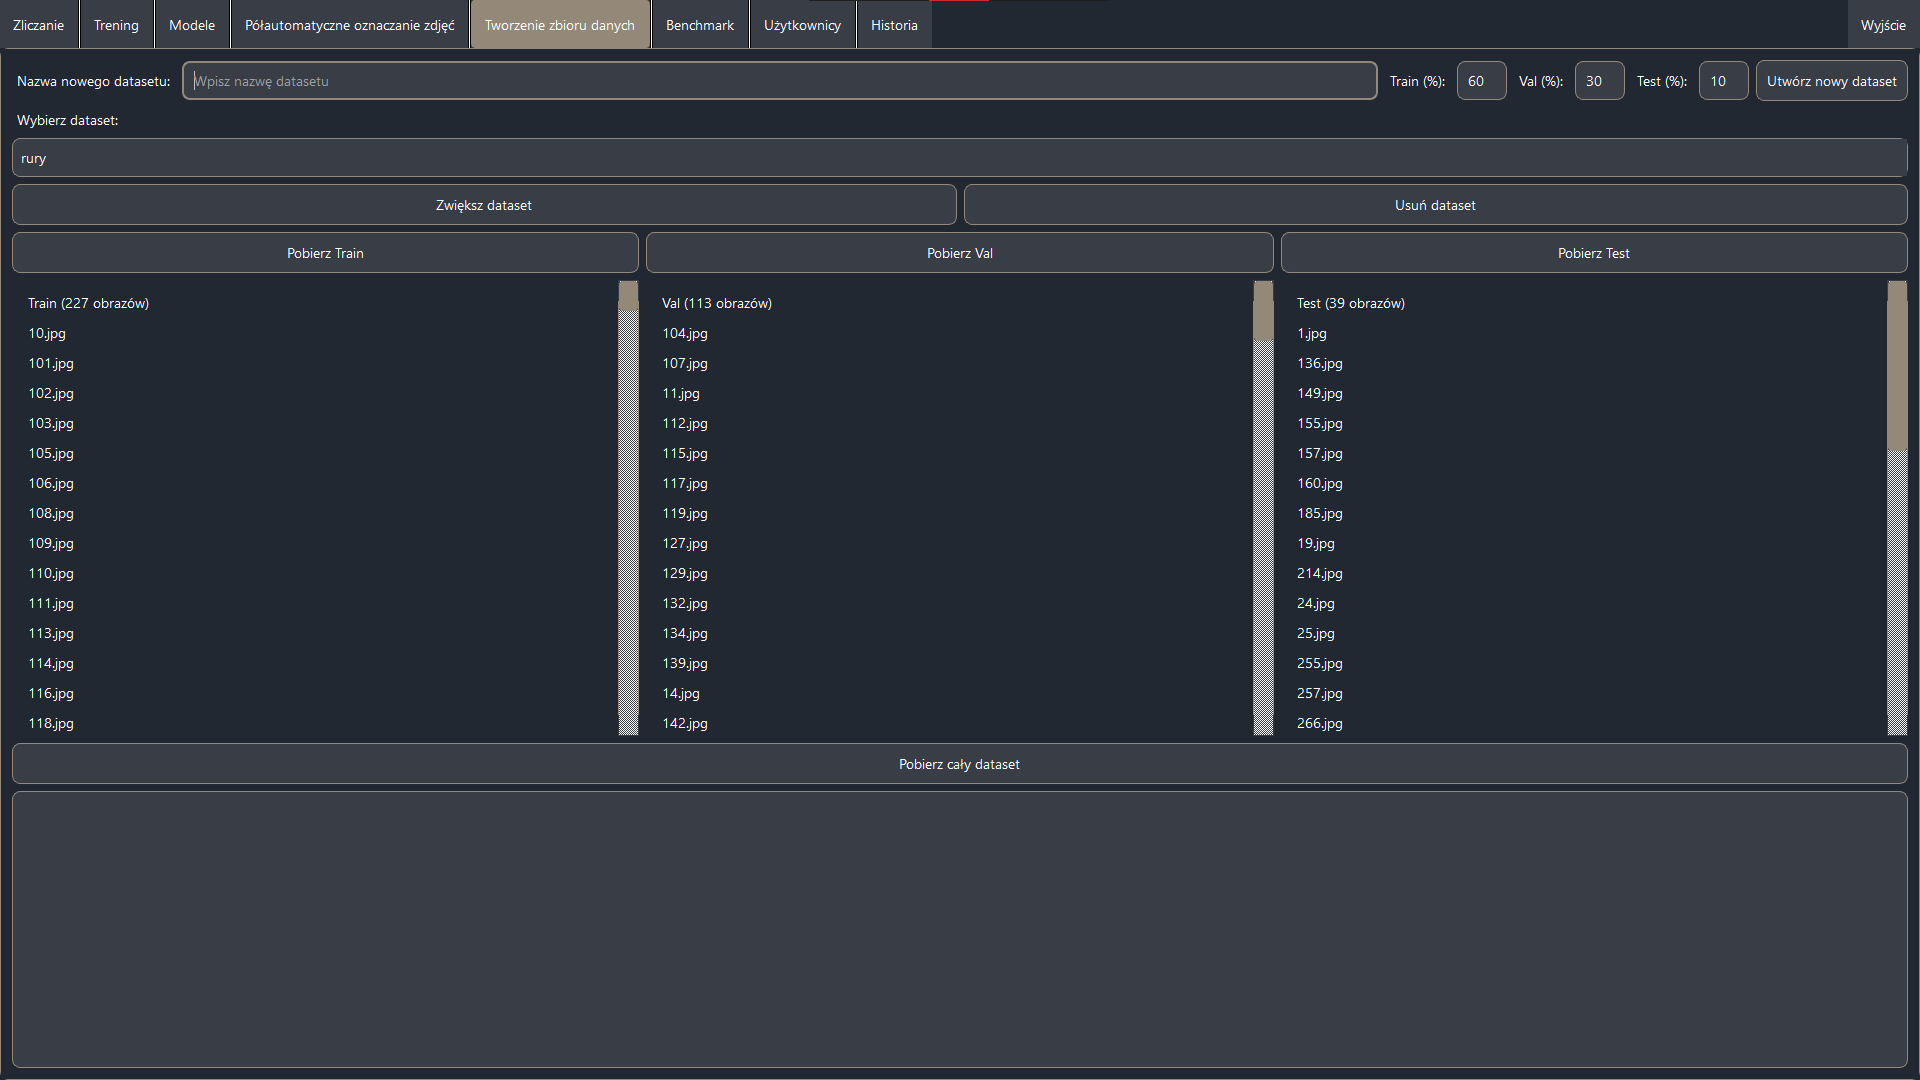 Zliczanie Trening Modele Półautomatyczne oznaczanie zdjęć Tworzenie zbioru danych Benchmark Użytkownicy Historia Wyjście
Nazwa nowego datasetu: Wpisz nazwę datasetu Train (%): 60 Val (%): 30 Test (%): 10 Utwórz nowy dataset
Wybierz dataset:
rury
Zwiększ dataset Usuń dataset
Pobierz Train Pobierz Val Pobierz Test
Train (227 obrazów)
10.jpg
101.jpg
102.jpg
103.jpg
105.jpg
106.jpg
108.jpg
109.jpg
110.jpg
111.jpg
113.jpg
114.jpg
116.jpg
118.jpg
Val (113 obrazów)
104.jpg
107.jpg
11.jpg
112.jpg
115.jpg
117.jpg
119.jpg
127.jpg
129.jpg
132.jpg
134.jpg
139.jpg
14.jpg
142.jpg
Test (39 obrazów)
1.jpg
136.jpg
149.jpg
155.jpg
157.jpg
160.jpg
185.jpg
19.jpg
214.jpg
24.jpg
25.jpg
255.jpg
257.jpg
266.jpg
Pobierz cały dataset